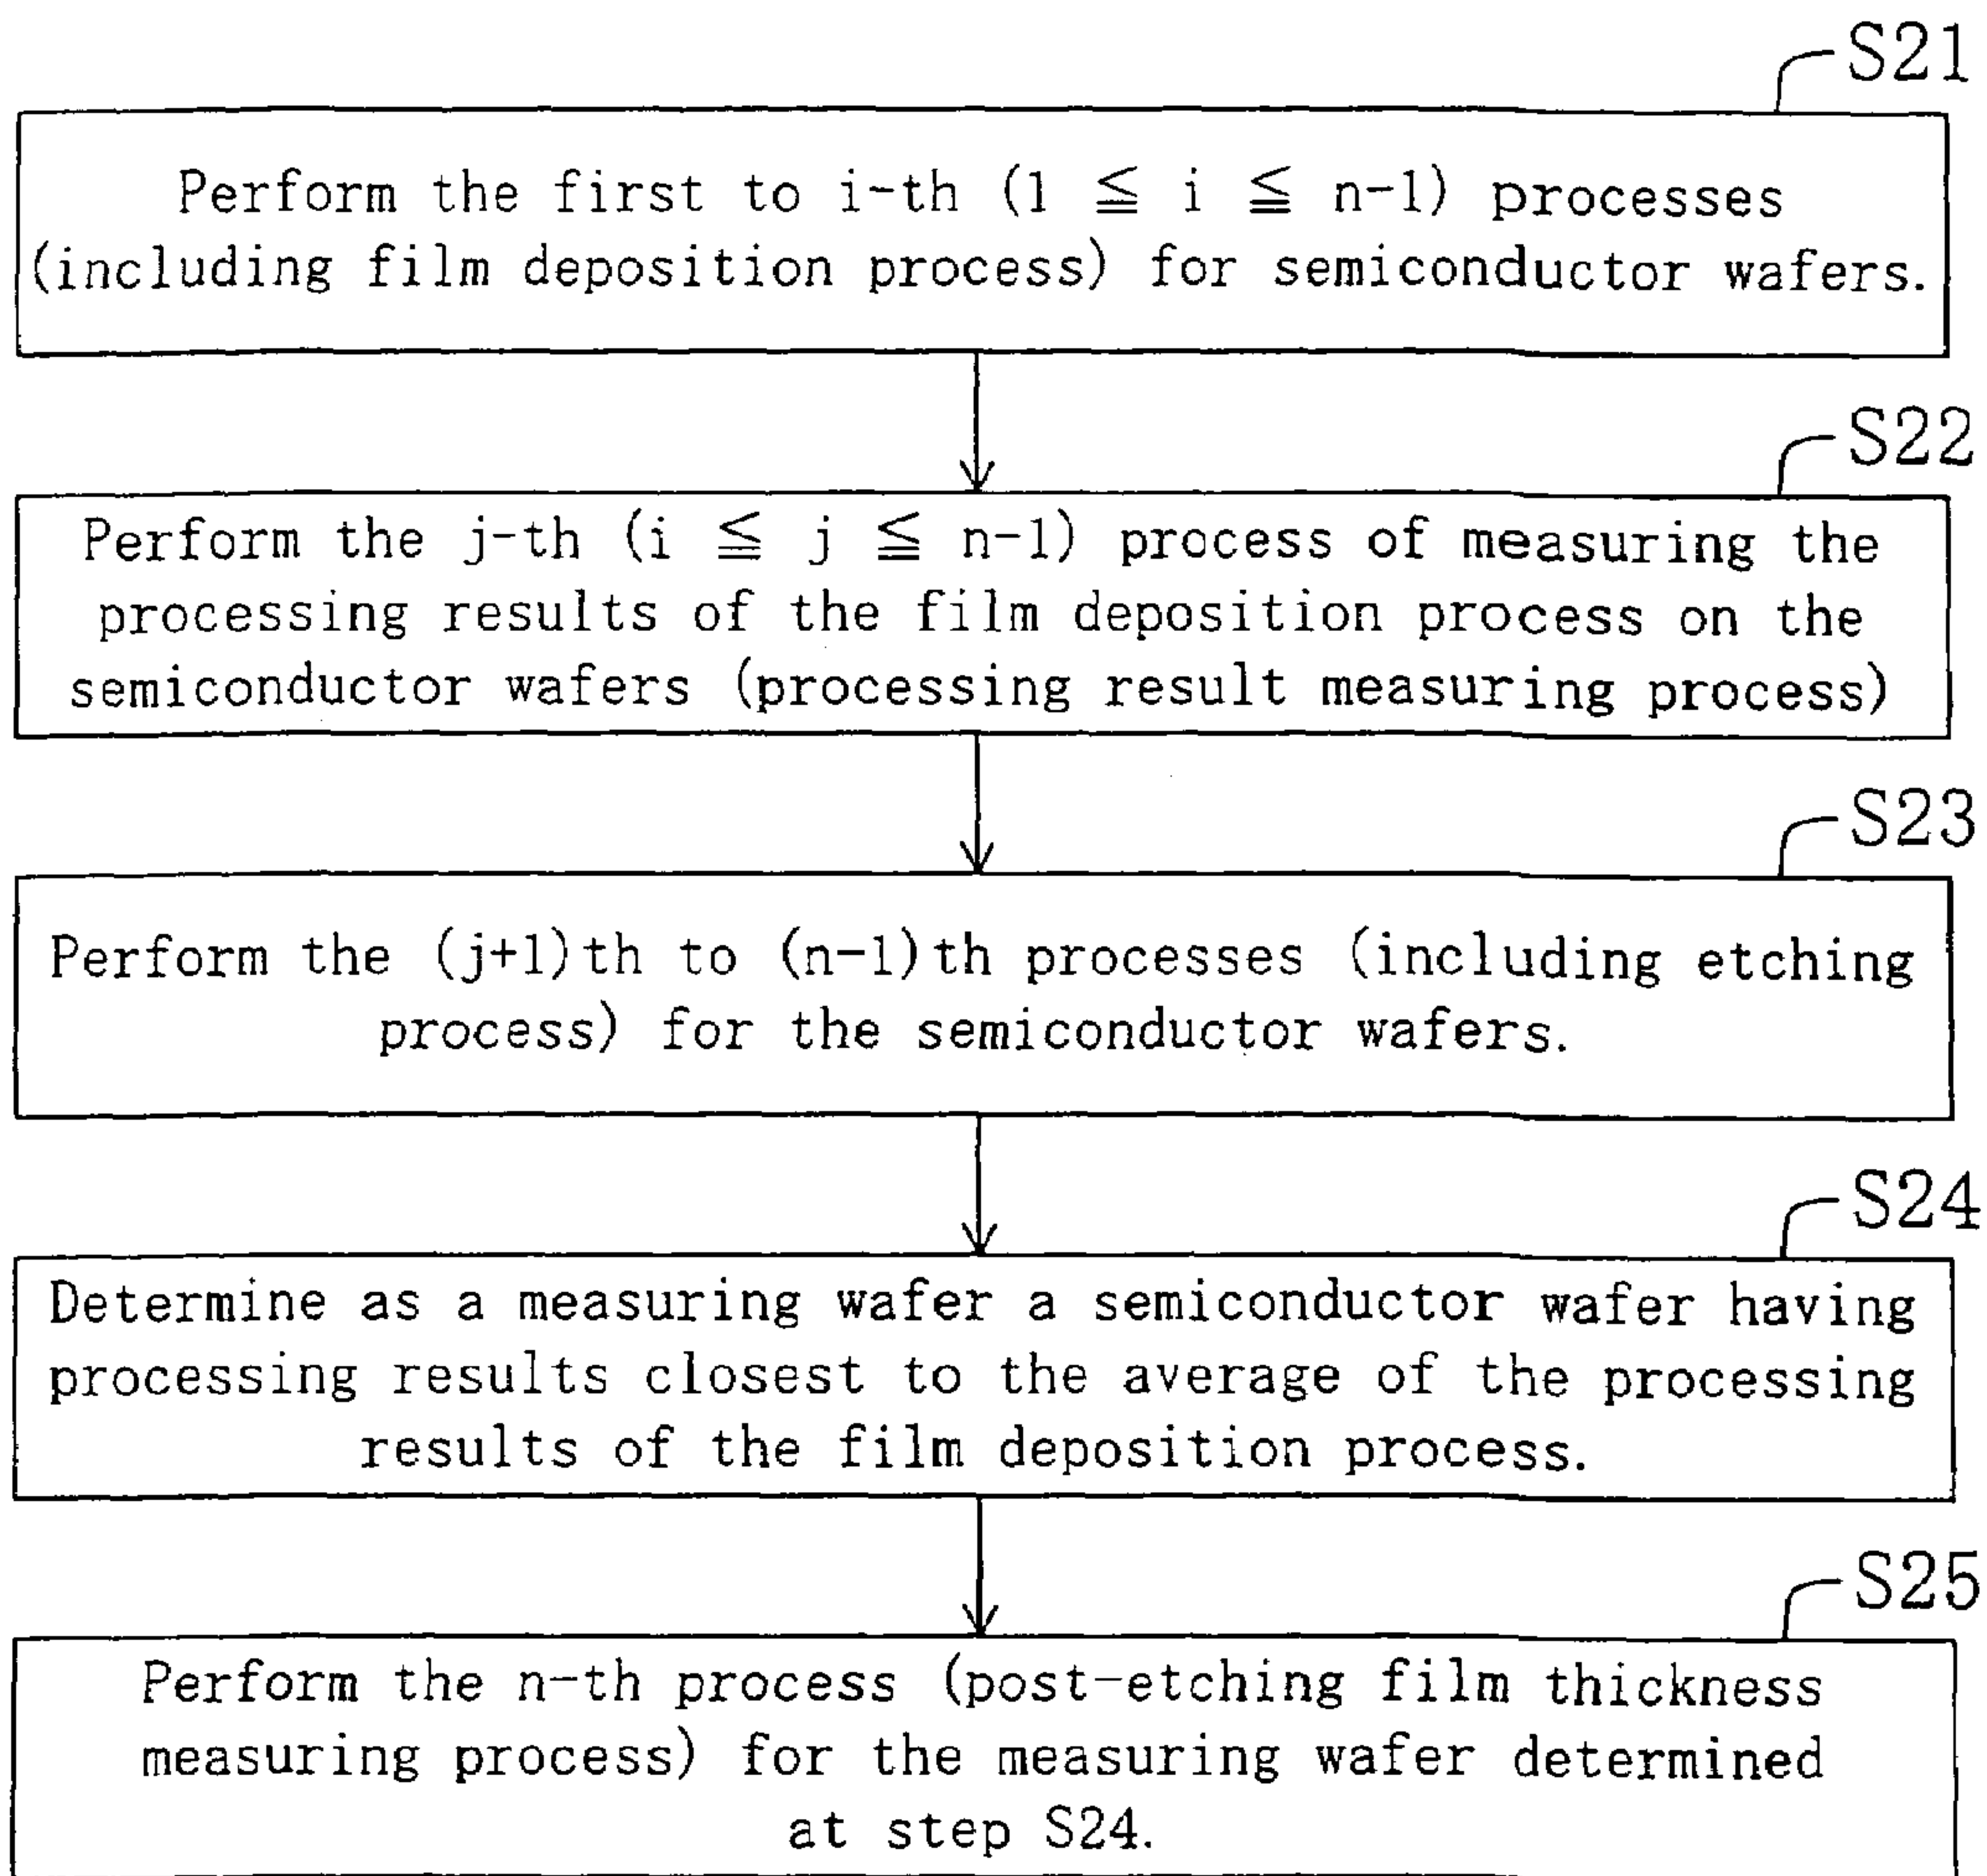 S21
Perform the first to i-th (1 ≦ i ≦ n-1) processes
(including film deposition process) for semiconductor wafers.
S22
Perform the j-th (i ≦ j ≦ n-1) process of measuring the
processing results of the film deposition process on the
semiconductor wafers (processing result measuring process)
S23
Perform the (j+1)th to (n-1)th processes (including etching
process) for the semiconductor wafers.
S24
Determine as a measuring wafer a semiconductor wafer having
processing results closest to the average of the processing
results of the film deposition process.
S25
Perform the n-th process (post-etching film thickness
measuring process) for the measuring wafer determined
at step S24.